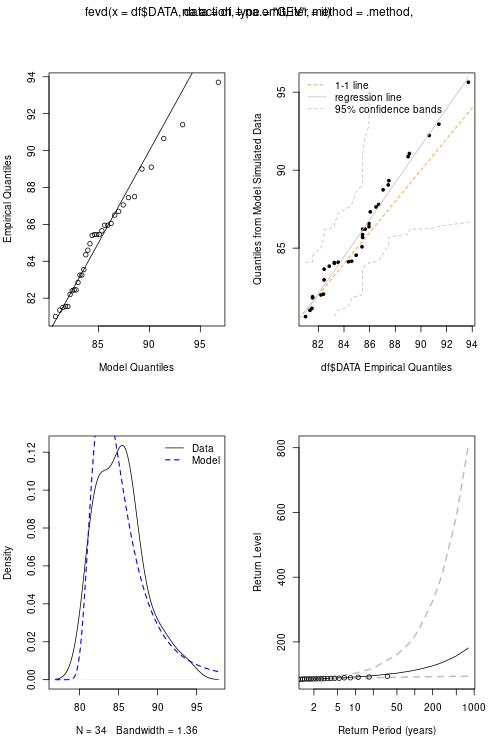 fevd(x = df$DATA, method = .method,
94
92
90
88
86
84
82
85
90
95
Empirical Quantiles
Model Quantiles
1-1 line
regression line
95% confidence bands
95
90
85
82
84
86
88
90
92
94
Quantiles from Model Simulated Data
df$DATA Empirical Quantiles
Data
Model
0.12
0.10
0.08
0.06
0.04
0.02
0.00
80
85
90
95
Density
N = 34 Bandwidth = 1.36
800
600
400
200
2
5
10
50
200
1000
Return Level
Return Period (years)